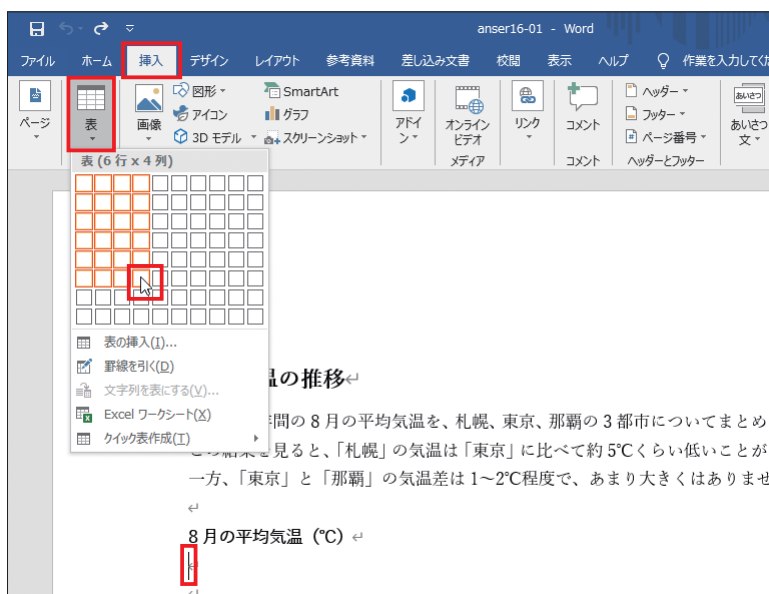 anser16-01 - Word
ファイル ホーム 挿入 デザイン レイアウト 参考資料 差し込み文書 校閲 表示 ヘルプ 作業を入力してくだ
ページ
表
画像
図形
アイコン
3D モデル
SmartArt
グラフ
スクリーンショット
アドイ
ン
オンライン
ビデオ
メディア
リンク
コメント
コメント
ヘッダー
フッター
ページ番号
ヘッダーとフッター
あいさつ
あいさつ
文
表 (6 行 x 4 列)
表の挿入(I)...
罫線を引く(D)
文字列を表にする(V)...
Excel ワークシート(X)
クイック表作成(T)
温の推移
年間の 8 月の平均気温を、札幌、東京、那覇の 3 都市についてまとめ
この結果を見ると、「札幌」の気温は「東京」に比べて約 5℃くらい低いことが
一方、「東京」と「那覇」の気温差は 1～2℃程度で、あまり大きくはありませ
8 月の平均気温（℃）